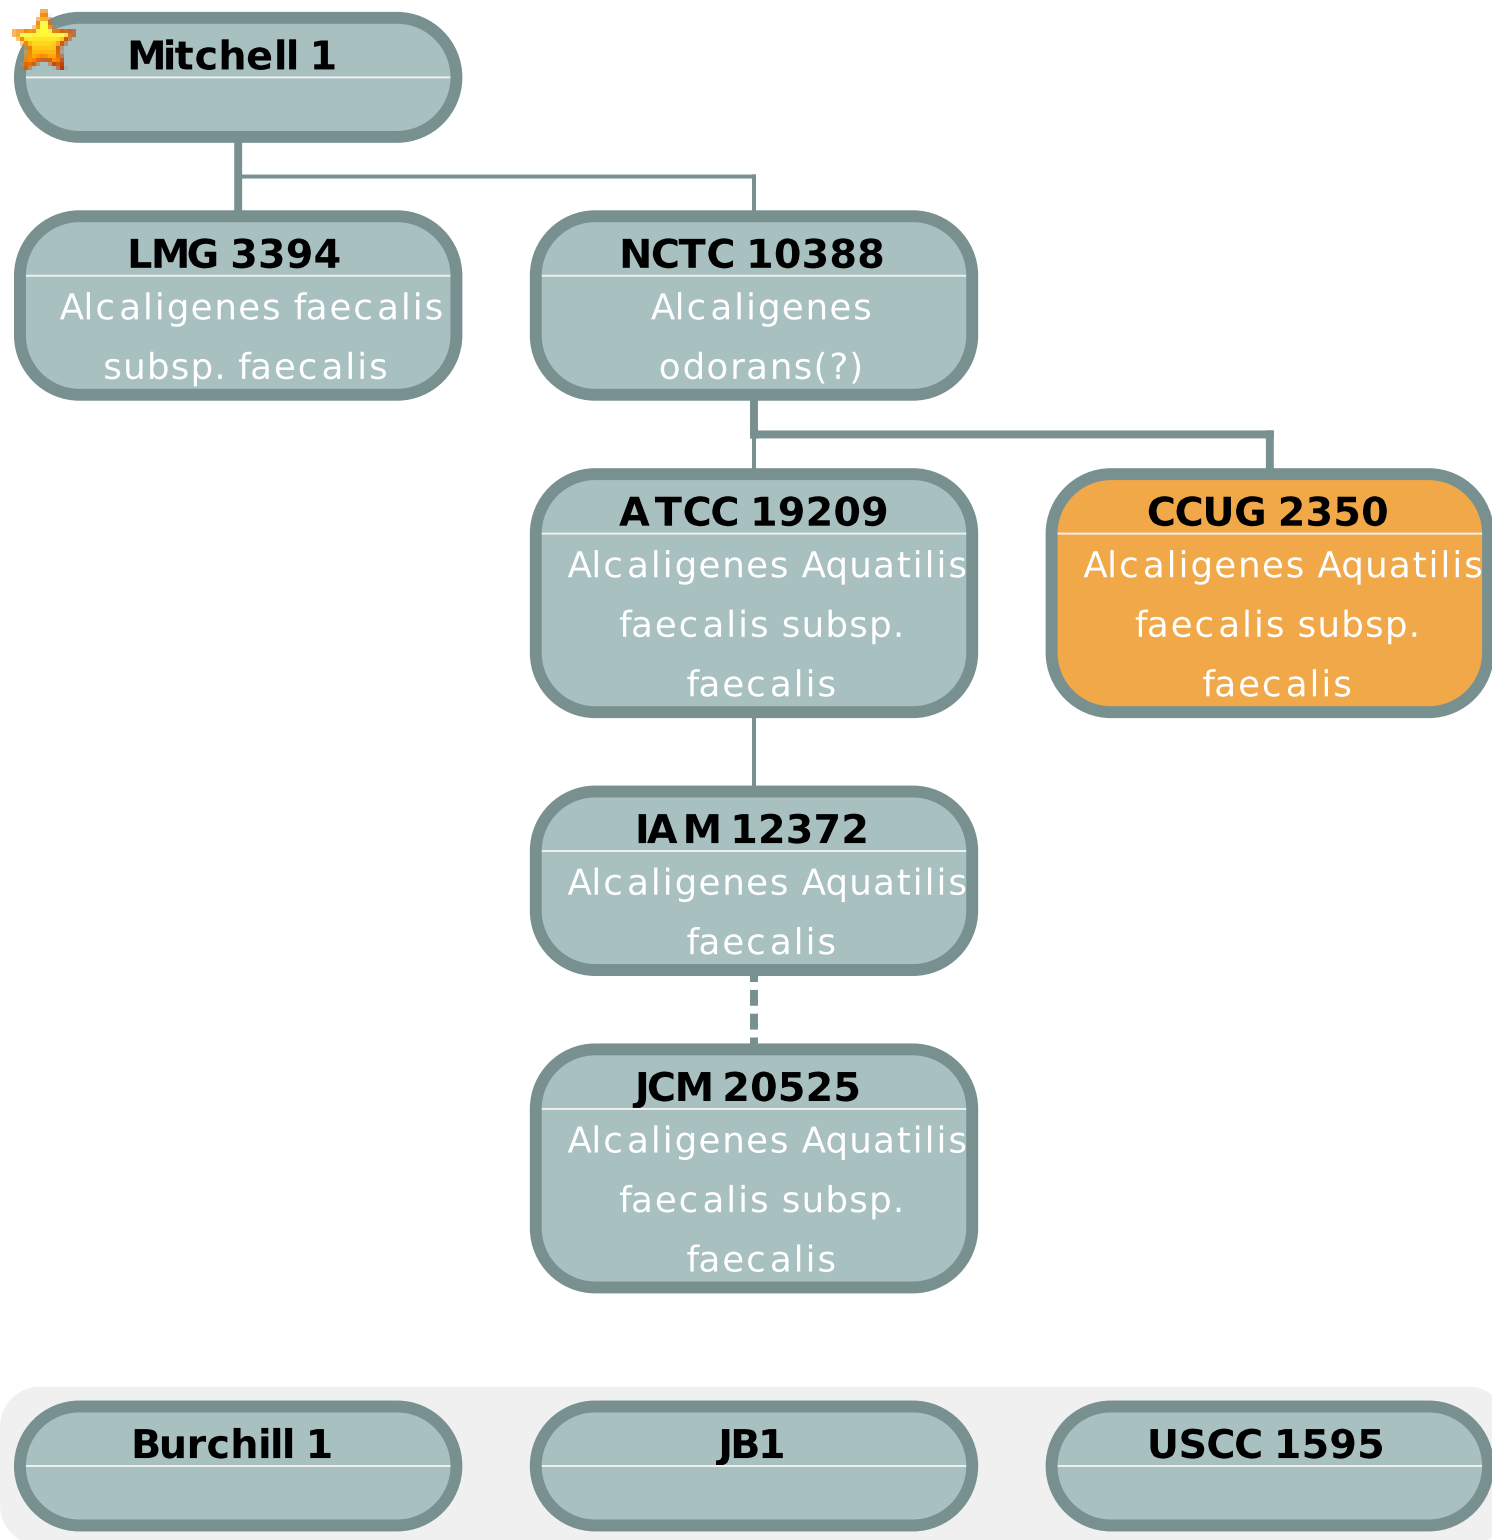 Mitchell 1
LMG 3394
Alcaligenes faecalis
subsp. faecalis
NCTC 10388
Alcaligenes
odorans(?)
ATCC 19209
Alcaligenes Aquatilis
faecalis subsp.
faecalis
CCUG 2350
Alcaligenes Aquatilis
faecalis subsp.
faecalis
IAM 12372
Alcaligenes Aquatilis
faecalis
JCM 20525
Alcaligenes Aquatilis
faecalis subsp.
faecalis
Burchill 1
JB1
USCC 1595